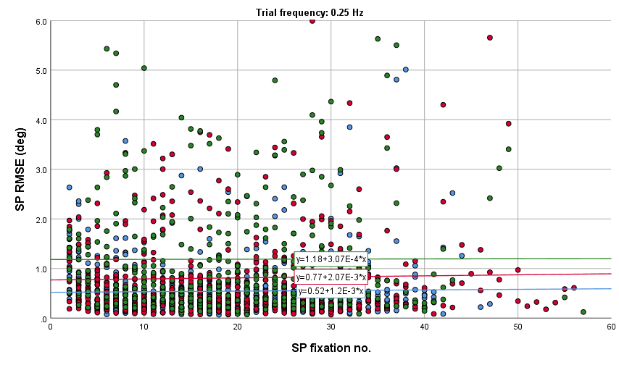 Trial frequency: 0.25 Hz
6.0
5.0
4.0
3.0
2.0
1.0
.0
SP RMSE (deg)
y=1.18+3.07E-4*x
y=0.77+2.07E-3*x
y=0.52+1.2E-3*x
0 10 20 30 40 50 60
SP fixation no.